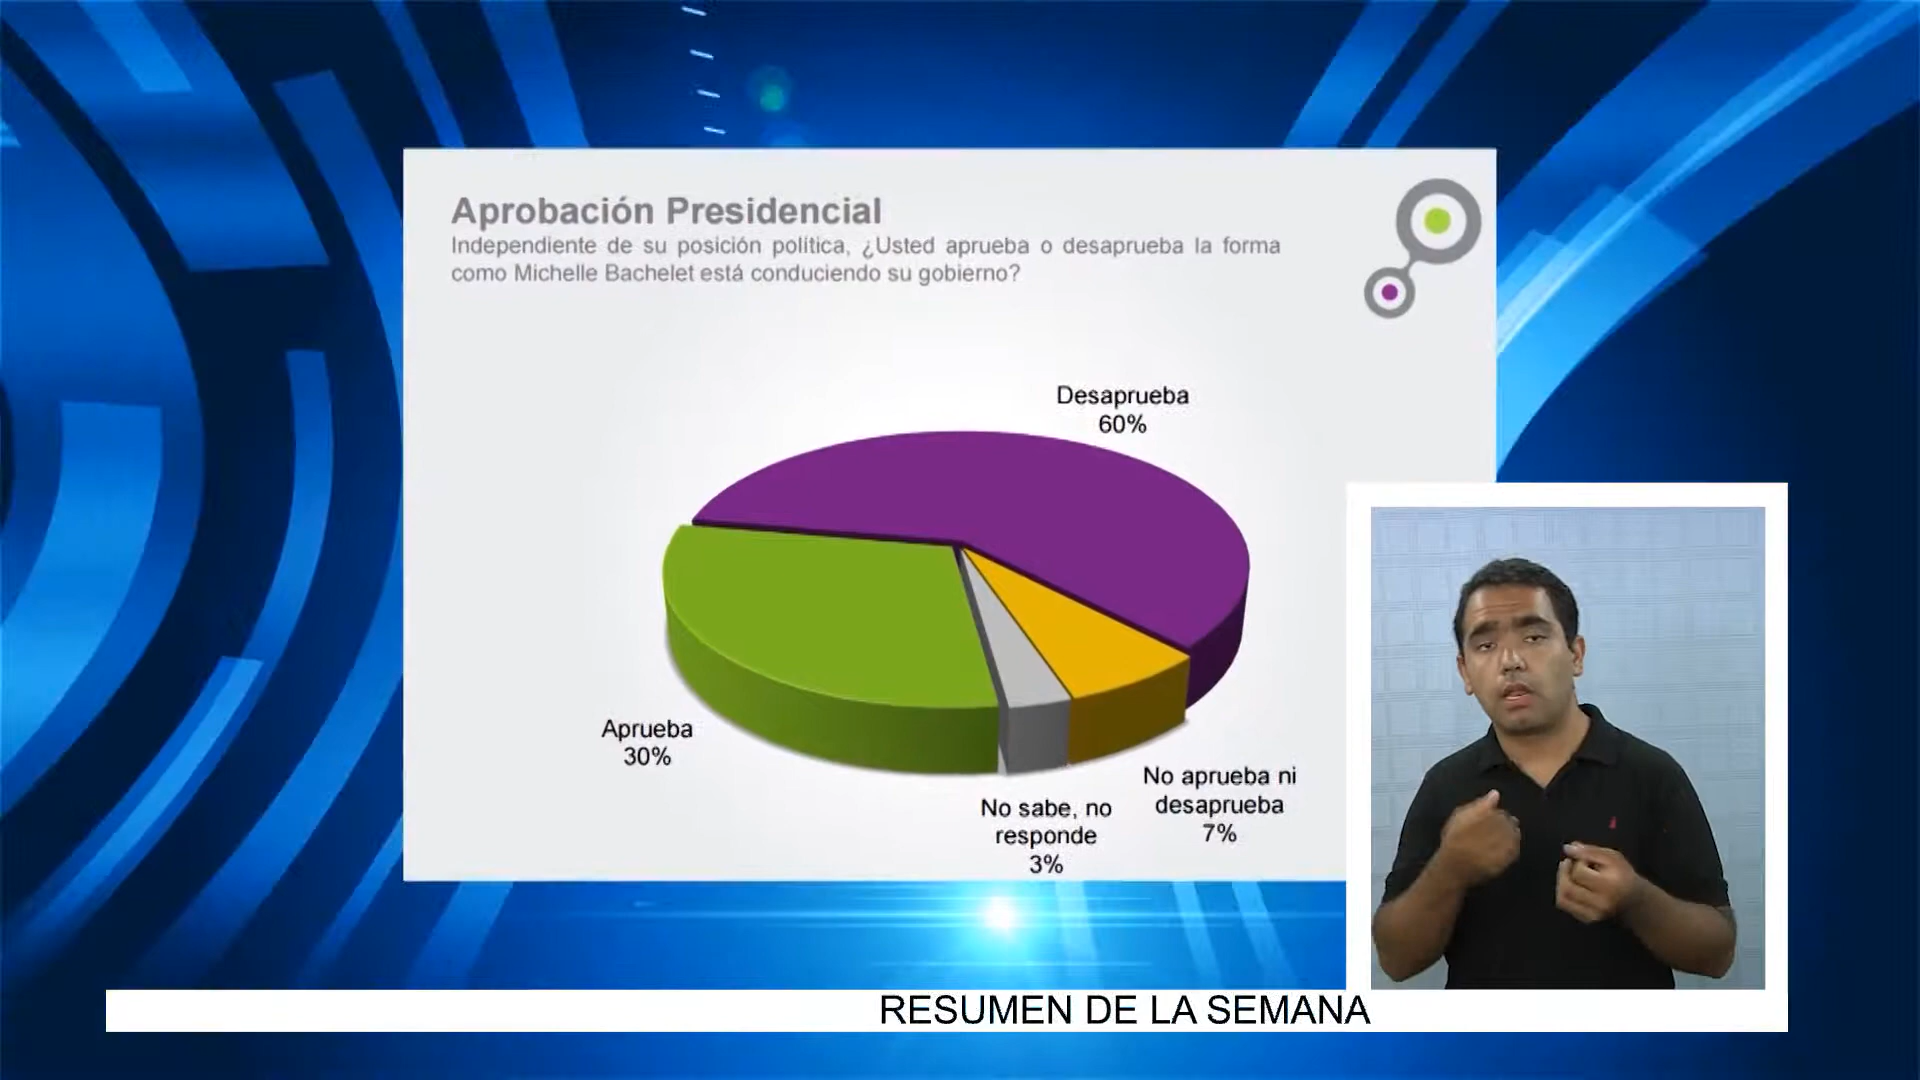 Aprobación Presidencial
Independiente de su posición política, ¿Usted aprueba o desaprueba la forma
como Michelle Bachelet está conduciendo su gobierno?
Desaprueba
60%
Aprueba
30%
No sabe, no
responde
3%
No aprueba ni
desaprueba
7%
RESUMEN DE LA SEMANA